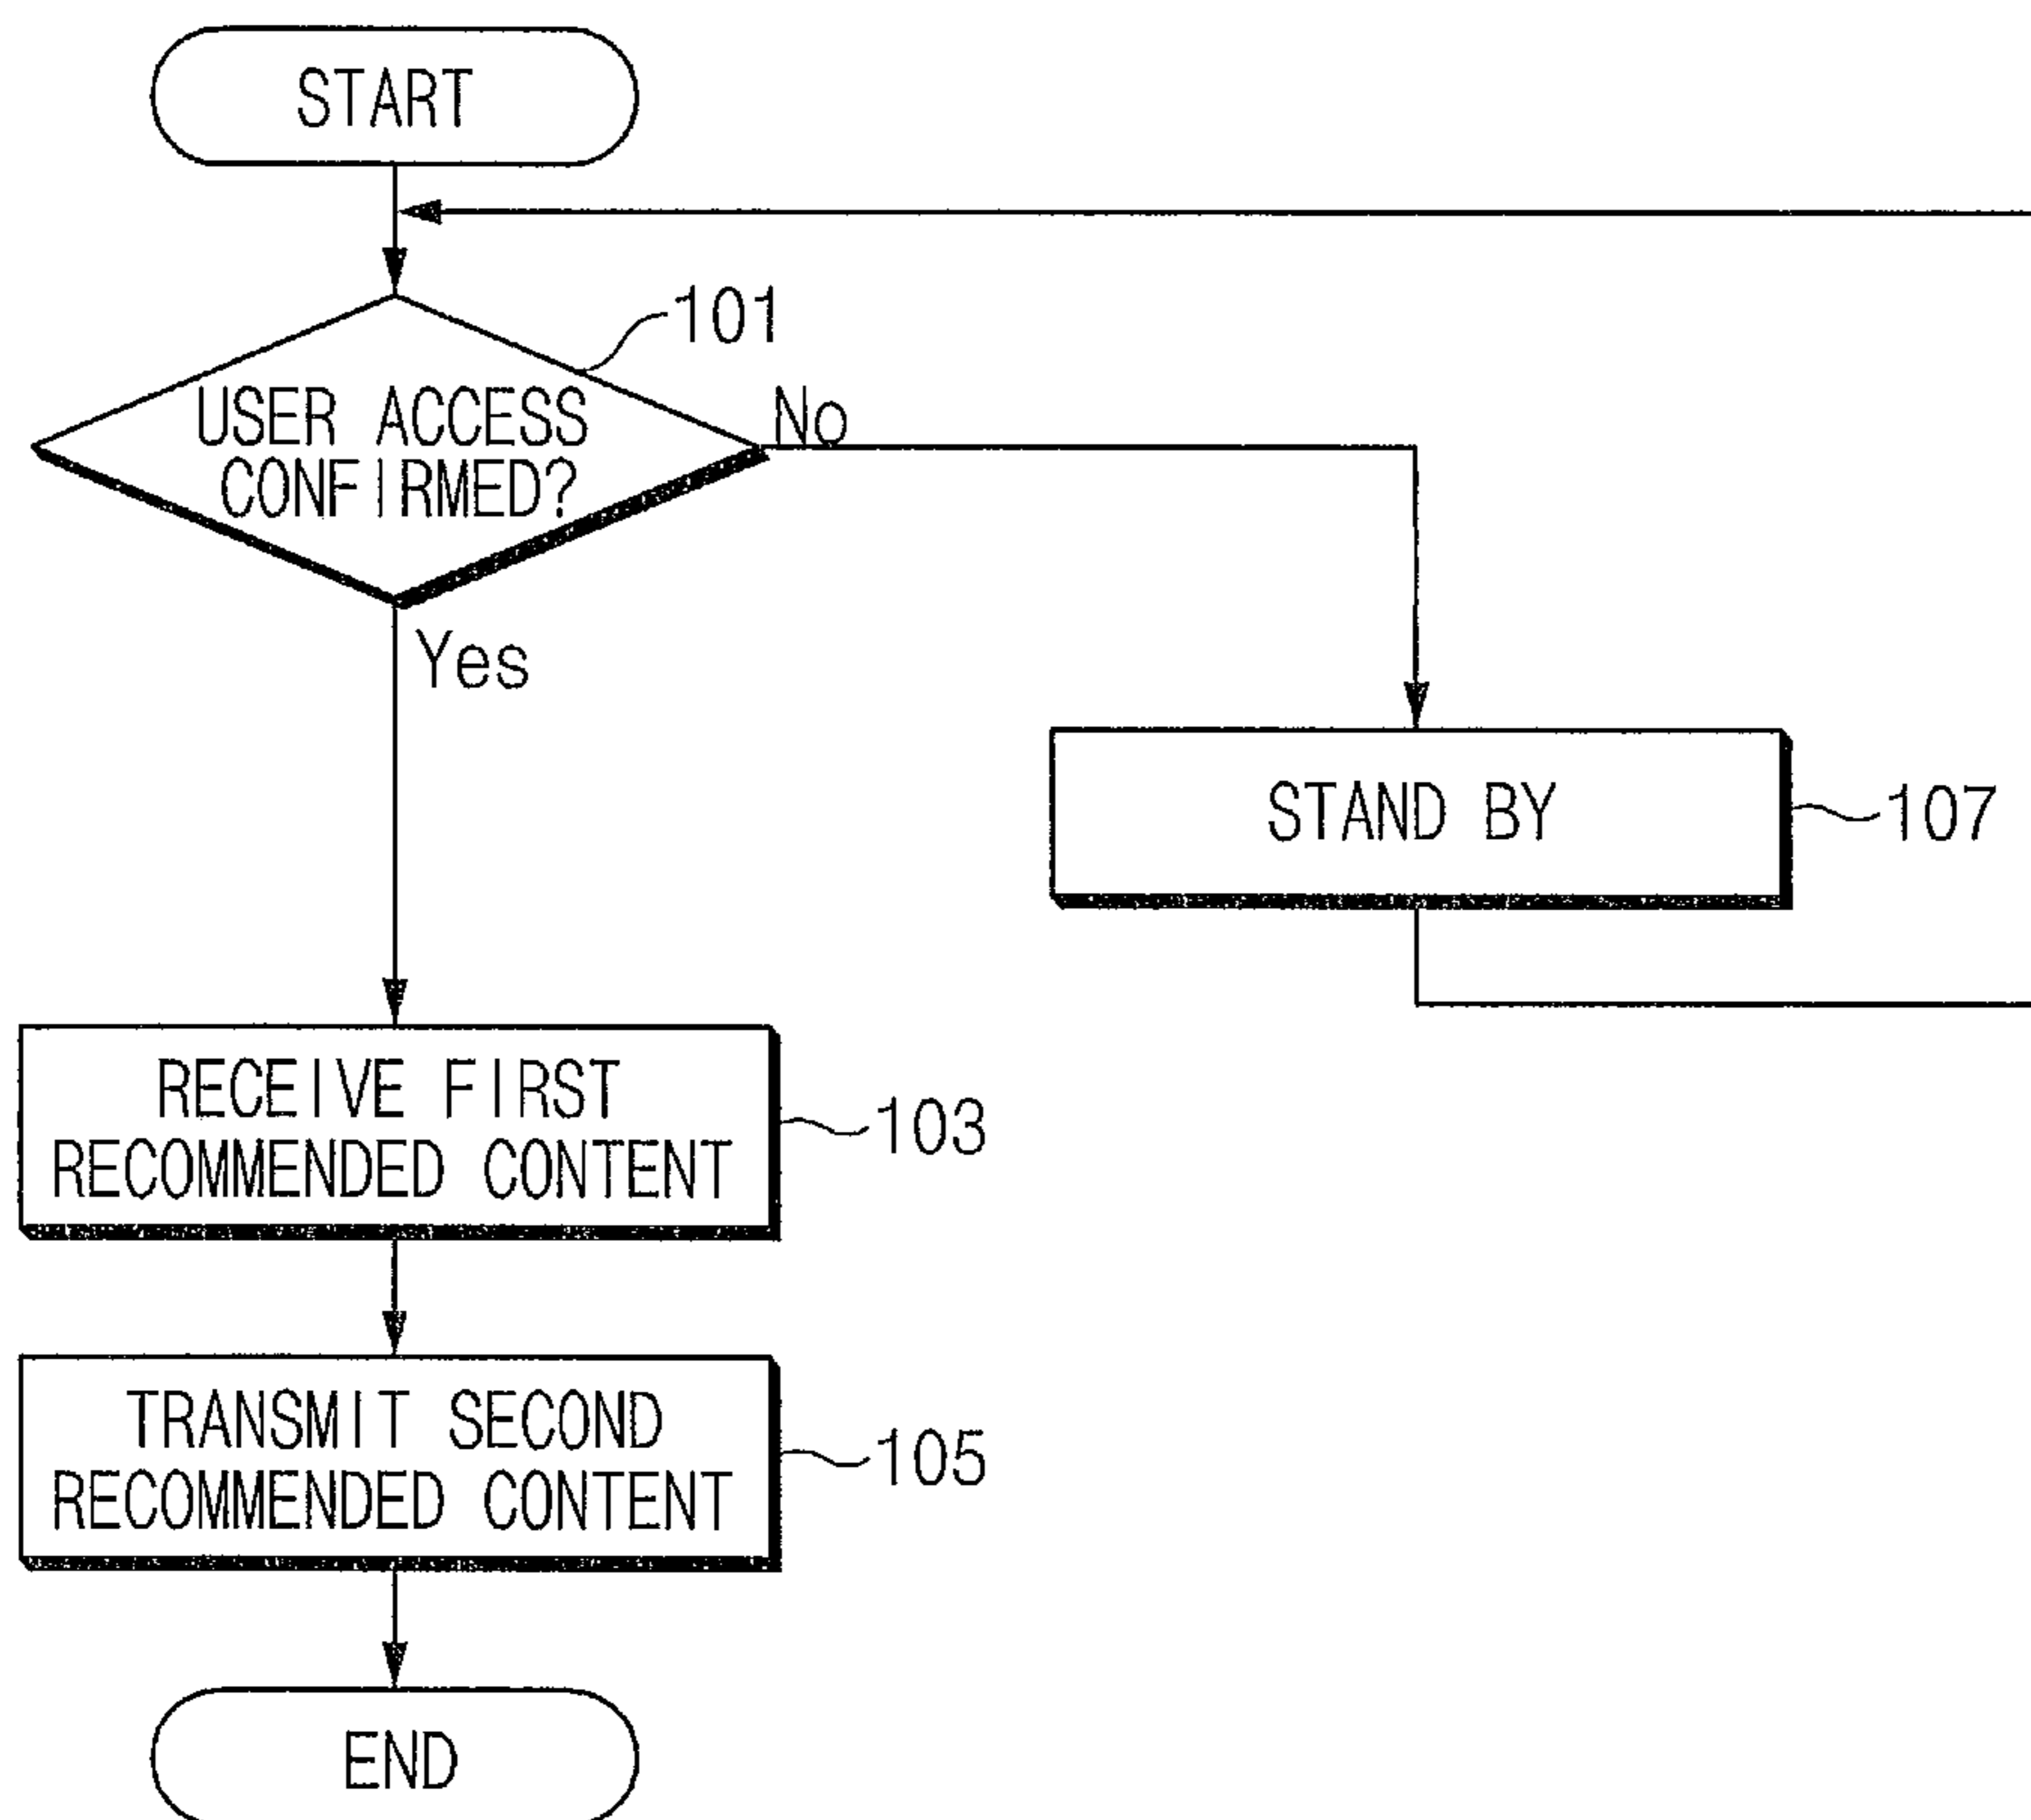 START
101
USER ACCESS
CONFIRMED?
No
Yes
STAND BY
107
RECEIVE FIRST
RECOMMENDED CONTENT
103
TRANSMIT SECOND
RECOMMENDED CONTENT
105
END